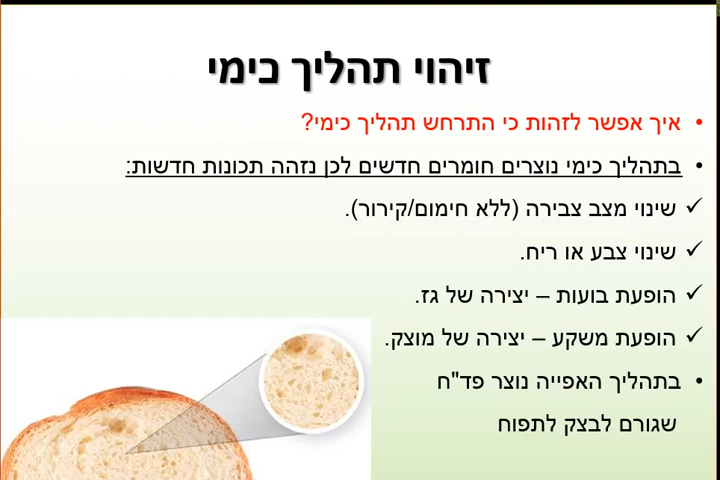 זיהוי תהליך כימי
• איך אפשר לזהות כי התרחש תהליך כימי?
• בתהליך כימי נוצרים חומרים חדשים לכן נזהה תכונות חדשות:
✓ שינוי מצב צבירה (ללא חימום/קירור).
✓ שינוי צבע או ריח.
✓ הופעת בועות – יצירה של גז.
✓ הופעת משקע – יצירה של מוצק.
• בתהליך האפייה נוצר פד"ח
שגורם לבצק לתפוח